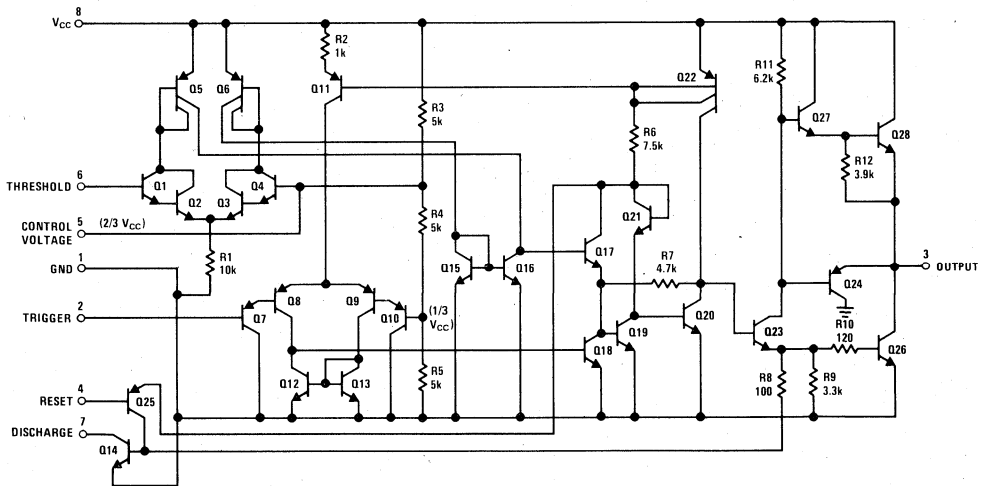 8
VCC
R2
1k
Q5
Q6
Q11
Q22
R11
6.2k
Q27
Q28
R3
5k
R6
7.5k
R12
3.9k
6
THRESHOLD
Q1
Q2
Q3
Q4
5
CONTROL
VOLTAGE
(2/3 VCC)
R4
5k
Q21
R1
10k
Q15
Q16
Q17
R7
4.7k
1
GND
3
OUTPUT
Q24
2
TRIGGER
Q7
Q8
Q9
Q10
(1/3
VCC)
Q18
Q19
Q20
Q23
R10
120
Q26
Q12
Q13
R5
5k
R8
100
R9
3.3k
4
RESET
Q25
7
DISCHARGE
Q14